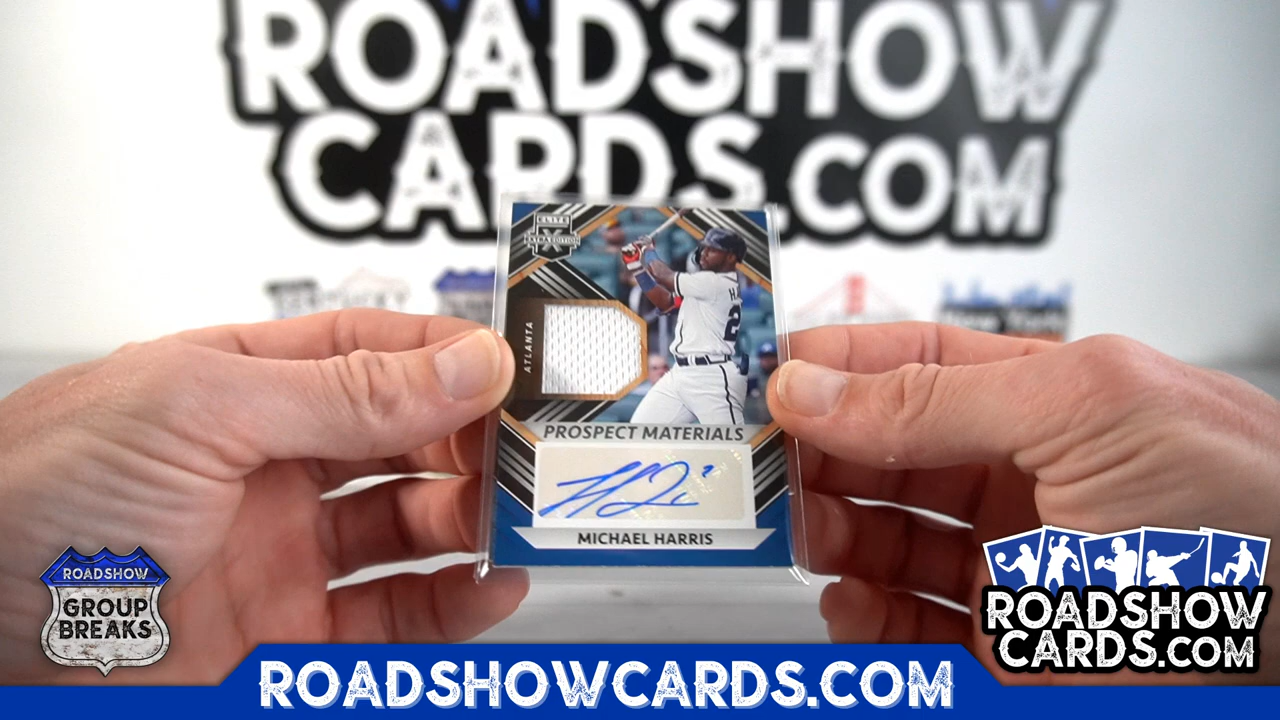 ROADSHOW
CARDS.COM
ELITE
X
EXTRA EDITION
ATLANTA
PROSPECT MATERIALS
MICHAEL HARRIS
ROADSHOW
GROUP
BREAKS
ROADSHOW
CARDS.COM
ROADSHOWCARDS.COM